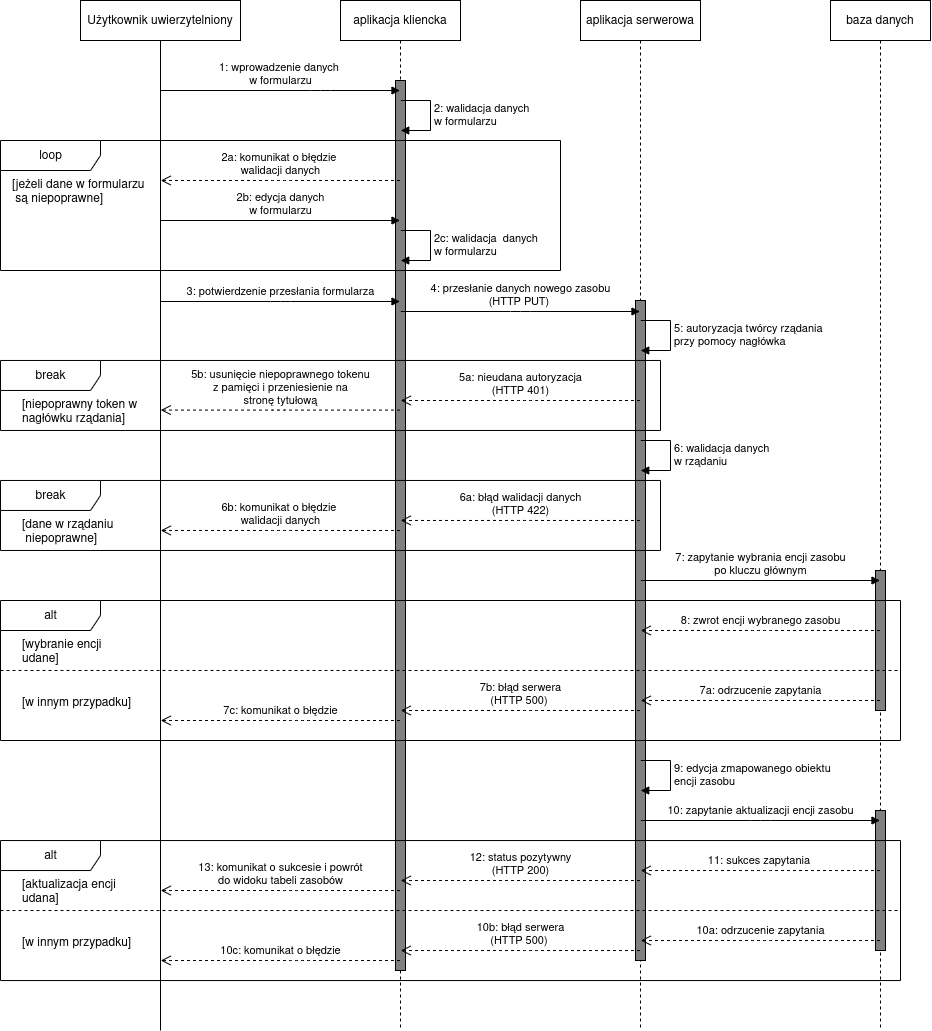 Użytkownik uwierzytelniony
aplikacja kliencka
aplikacja serwerowa
baza danych
1: wprowadzenie danych
w formularzu
2: walidacja danych
w formularzu
loop
[jeżeli dane w formularzu
są niepoprawne]
2a: komunikat o błędzie
walidacji danych
2b: edycja danych
w formularzu
2c: walidacja danych
w formularzu
3: potwierdzenie przesłania formularza
4: przesłanie danych nowego zasobu
(HTTP PUT)
5: autoryzacja twórcy rządania
przy pomocy nagłówka
break
[niepoprawny token w
nagłówku rządania]
5b: usunięcie niepoprawnego tokenu
z pamięci i przeniesienie na
stronę tytułową
5a: nieudana autoryzacja
(HTTP 401)
6: walidacja danych
w rządaniu
break
[dane w rządaniu
niepoprawne]
6b: komunikat o błędzie
walidacji danych
6a: błąd walidacji danych
(HTTP 422)
7: zapytanie wybrania encji zasobu
po kluczu głównym
alt
[wybranie encji
udane]
8: zwrot encji wybranego zasobu
[w innym przypadku]
7c: komunikat o błędzie
7b: błąd serwera
(HTTP 500)
7a: odrzucenie zapytania
9: edycja zmapowanego obiektu
encji zasobu
10: zapytanie aktualizacji encji zasobu
alt
[aktualizacja encji
udana]
13: komunikat o sukcesie i powrót
do widoku tabeli zasobów
12: status pozytywny
(HTTP 200)
11: sukces zapytania
[w innym przypadku]
10c: komunikat o błędzie
10b: błąd serwera
(HTTP 500)
10a: odrzucenie zapytania